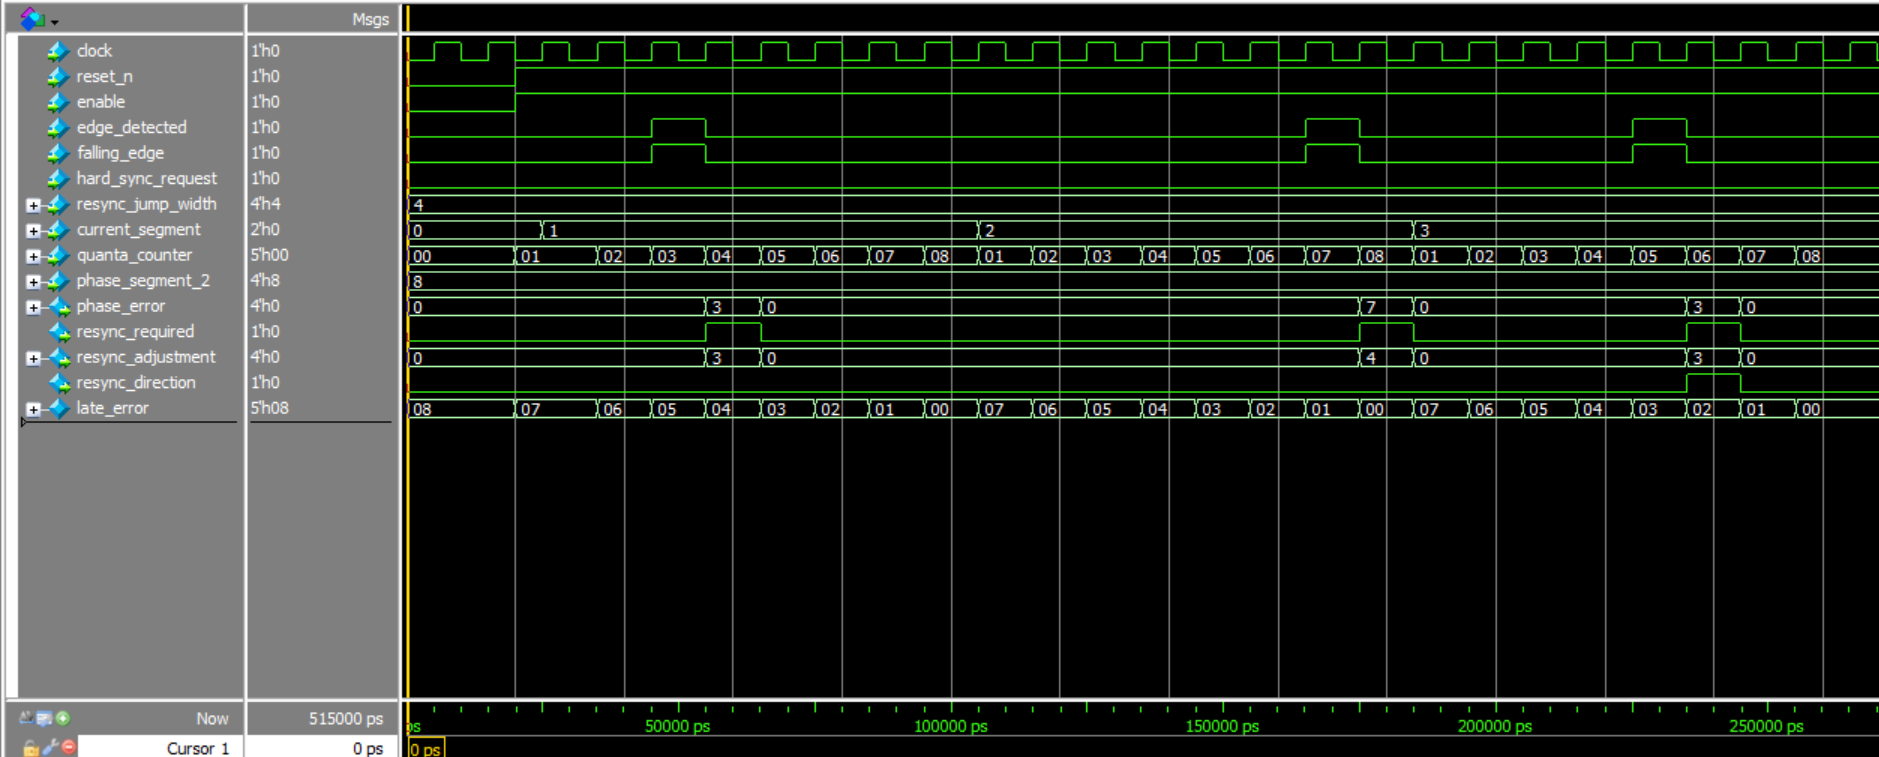 Msgs
clock 1'h0
reset_n 1'h0
enable 1'h0
edge_detected 1'h0
falling_edge 1'h0
hard_sync_request 1'h0
resync_jump_width 4'h4 4
current_segment 2'h0 0 1 2 3
quanta_counter 5'h00 00 01 02 03 04 05 06 07 08 01 02 03 04 05 06 07 08 01 02 03 04 05 06 07 08
phase_segment_2 4'h8 8
phase_error 4'h0 0 3 0 7 0 3 0
resync_required 1'h0
resync_adjustment 4'h0 0 3 0 4 0 3 0
resync_direction 1'h0
late_error 5'h08 08 07 06 05 04 03 02 01 00 07 06 05 04 03 02 01 00 07 06 05 04 03 02 01 00
Now 515000 ps ps 50000 ps 100000 ps 150000 ps 200000 ps 250000 ps
Cursor 1 0 ps 0 ps